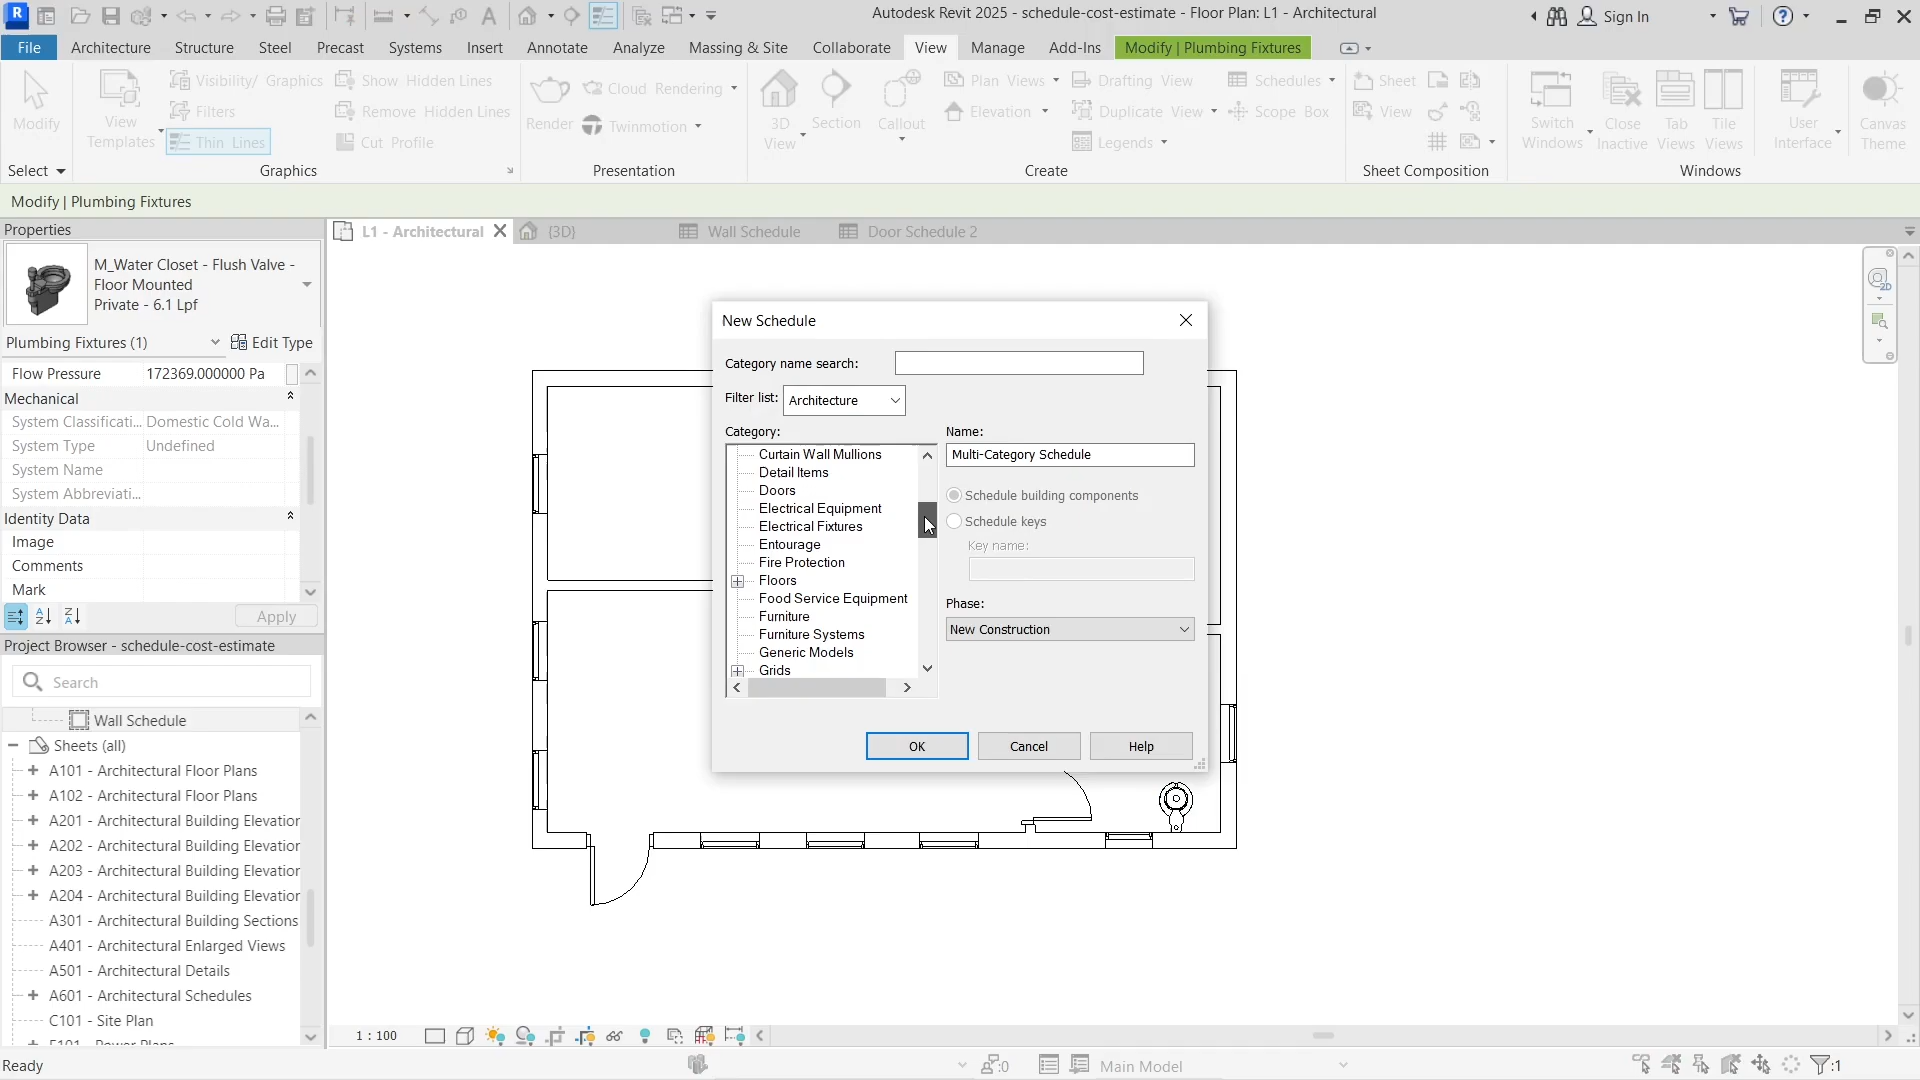 Autodesk Revit 2025 - schedule-cost-estimate - Floor Plan: L1 - Architectural
Sign In
File Architecture Structure Steel Precast Systems Insert Annotate Analyze Massing & Site Collaborate View Manage Add-Ins Modify | Plumbing Fixtures
Modify
View Templates
Visibility/ Graphics
Filters
Thin Lines
Show Hidden Lines
Remove Hidden Lines
Cut Profile
Render
Cloud Rendering
Twinmotion
3D View
Section
Callout
Plan Views
Elevation
Drafting View
Duplicate View
Legends
Schedules
Scope Box
Sheet
View
Switch Windows
Close Inactive
Tab Views
Tile Views
User Interface
Canvas Theme
Select Graphics Presentation Create Sheet Composition Windows
Modify | Plumbing Fixtures
Properties
M_Water Closet - Flush Valve -
Floor Mounted
Private - 6.1 Lpf
Plumbing Fixtures (1) Edit Type
Flow Pressure 172369.000000 Pa
Mechanical
System Classificati... Domestic Cold Wa...
System Type Undefined
System Name
System Abbreviati...
Identity Data
Image
Comments
Mark
Apply
Project Browser - schedule-cost-estimate
Search
Wall Schedule
Sheets (all)
A101 - Architectural Floor Plans
A102 - Architectural Floor Plans
A201 - Architectural Building Elevation
A202 - Architectural Building Elevation
A203 - Architectural Building Elevation
A204 - Architectural Building Elevation
A301 - Architectural Building Sections
A401 - Architectural Enlarged Views
A501 - Architectural Details
A601 - Architectural Schedules
C101 - Site Plan
L1 - Architectural {3D} Wall Schedule Door Schedule 2
2D
New Schedule
Category name search:
Filter list: Architecture
Category:
Curtain Wall Mullions
Detail Items
Doors
Electrical Equipment
Electrical Fixtures
Entourage
Fire Protection
Floors
Food Service Equipment
Furniture
Furniture Systems
Generic Models
Grids
Name:
Multi-Category Schedule
Schedule building components
Schedule keys
Key name:
Phase:
New Construction
OK Cancel Help
1 : 100
Ready
:0
Main Model
:1